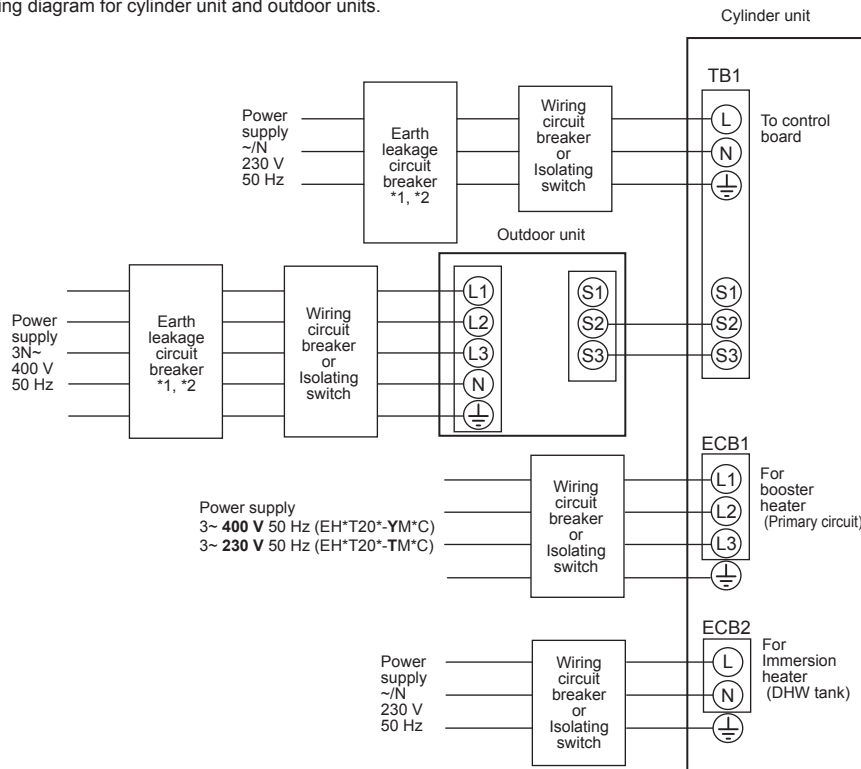 ing diagram for cylinder unit and outdoor units.
Cylinder unit
TB1
Power
supply
~/N
230 V
50 Hz
Earth
leakage
circuit
breaker
*1, *2
Wiring
circuit
breaker
or
Isolating
switch
L
N
To control
board
Outdoor unit
Power
supply
3N~
400 V
50 Hz
Earth
leakage
circuit
breaker
*1, *2
Wiring
circuit
breaker
or
Isolating
switch
L1
L2
L3
N
S1
S2
S3
S1
S2
S3
ECB1
Power supply
3~ 400 V 50 Hz (EH*T20*-YM*C)
3~ 230 V 50 Hz (EH*T20*-TM*C)
Wiring
circuit
breaker
or
Isolating
switch
L1
L2
L3
For
booster
heater
(Primary circuit)
ECB2
Power
supply
~/N
230 V
50 Hz
Wiring
circuit
breaker
or
Isolating
switch
L
N
For
Immersion
heater
(DHW tank)